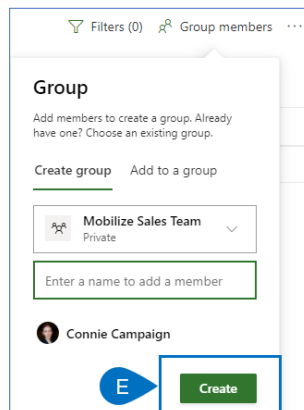 Filters (0) Group members ...
Group
Add members to create a group. Already
have one? Choose an existing group.
Create group Add to a group
Mobilize Sales Team
Private
Enter a name to add a member
Connie Campaign
E Create